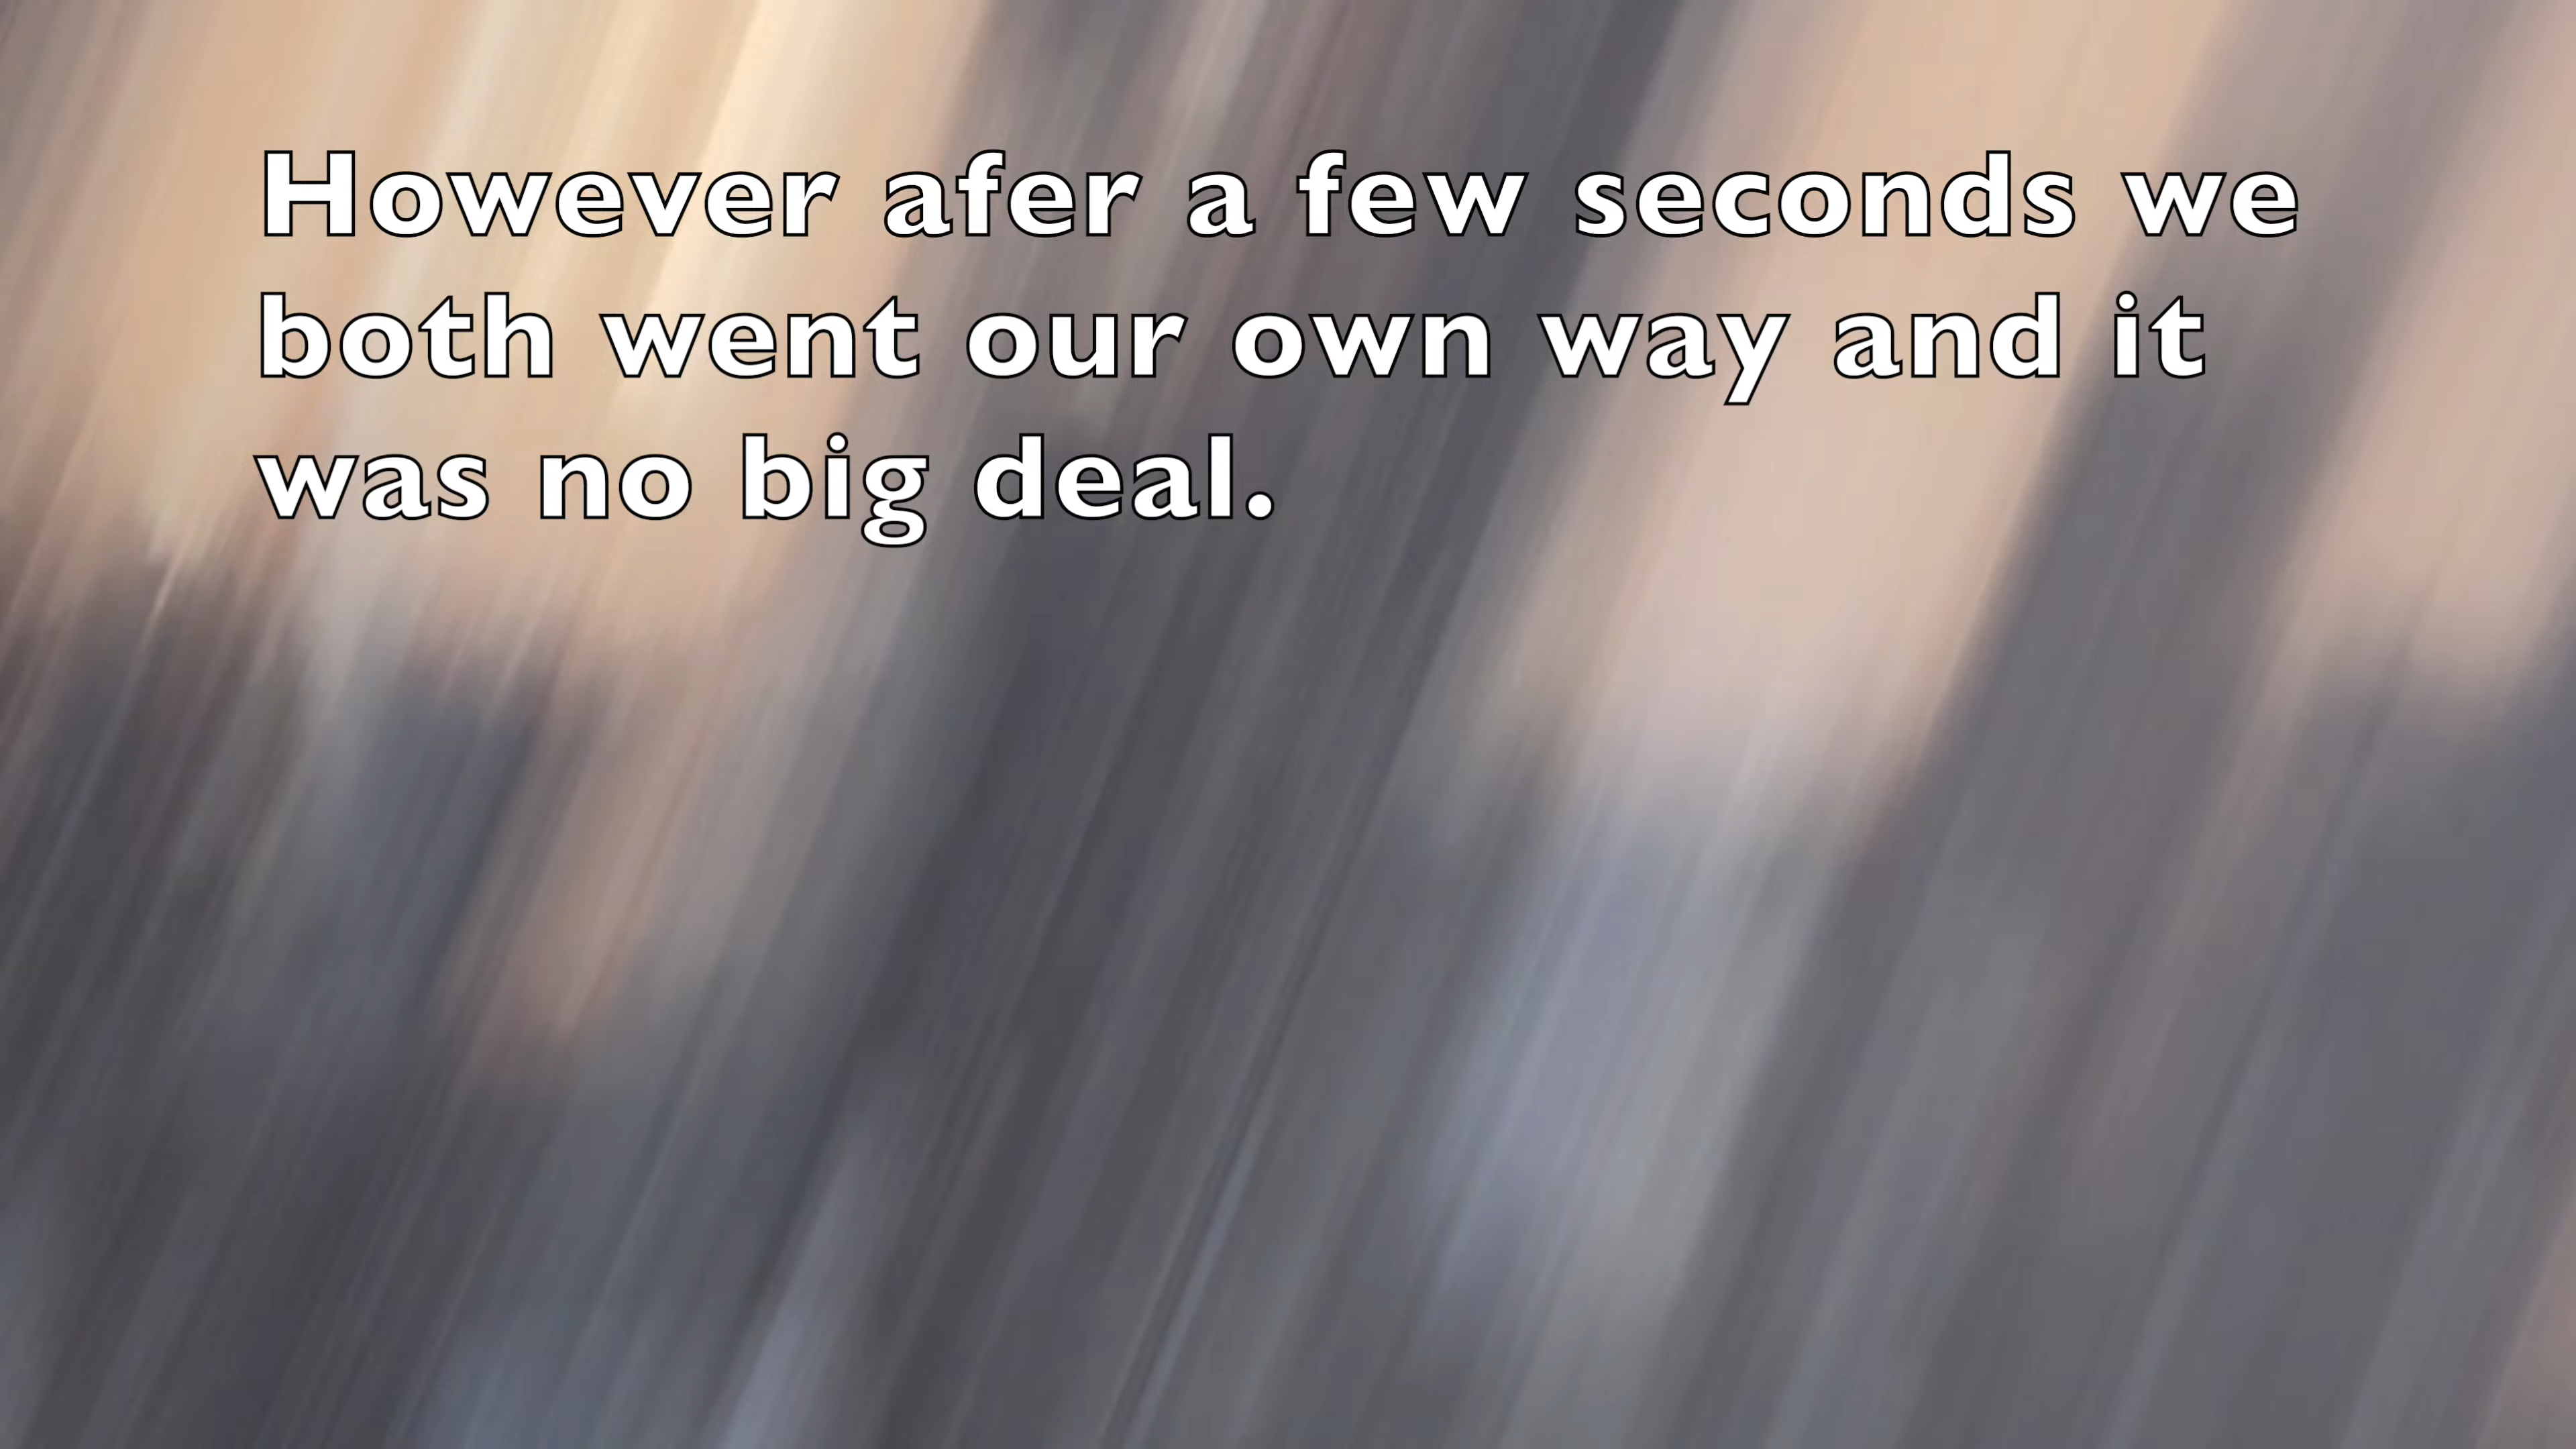 However afer a few seconds we
both went our own way and it
was no big deal.